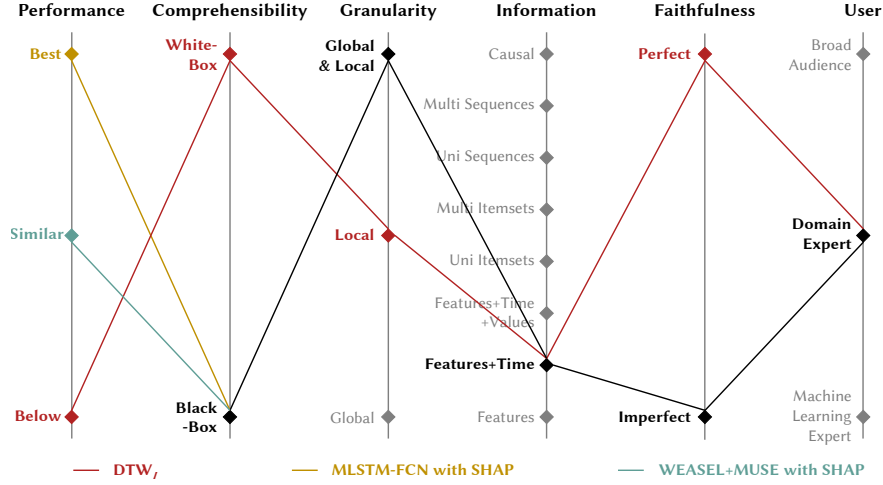 Performance
Comprehensibility
Granularity
Information
Faithfulness
User
Best
Similar
Below
White-
Box
Black
-Box
Global
& Local
Local
Global
Causal
Multi Sequences
Uni Sequences
Multi Itemsets
Uni Itemsets
Features+Time
+Values
Features+Time
Features
Perfect
Imperfect
Broad
Audience
Domain
Expert
Machine
Learning
Expert
DTW_I
MLSTM-FCN with SHAP
WEASEL+MUSE with SHAP